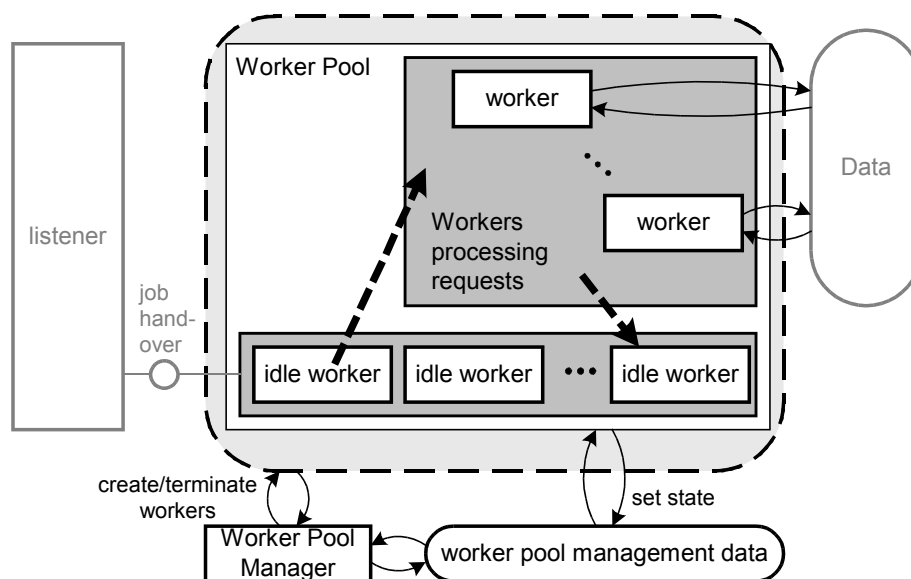 Worker Pool
worker
Data
listener
worker
Workers
processing
requests
job
hand-
over
idle worker
idle worker
idle worker
create/terminate
workers
set state
Worker Pool
Manager
worker pool management data